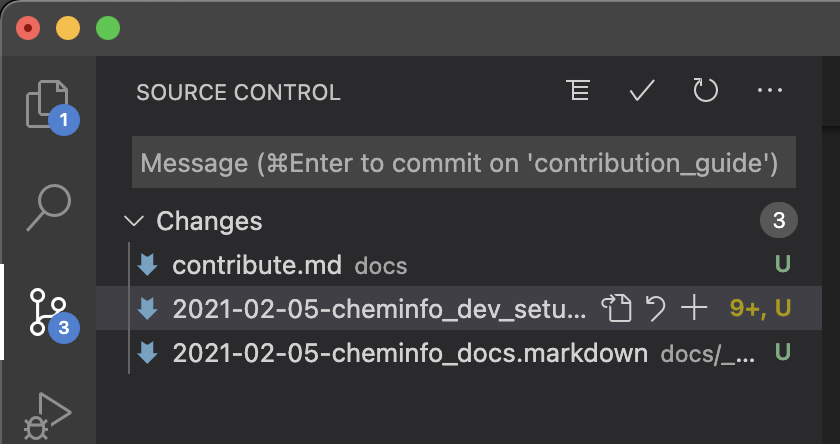 SOURCE CONTROL
1
Message (⌘Enter to commit on 'contribution_guide')
Changes 3
contribute.md docs U
2021-02-05-cheminfo_dev_setu... 9+, U
3
2021-02-05-cheminfo_docs.markdown docs/_... U